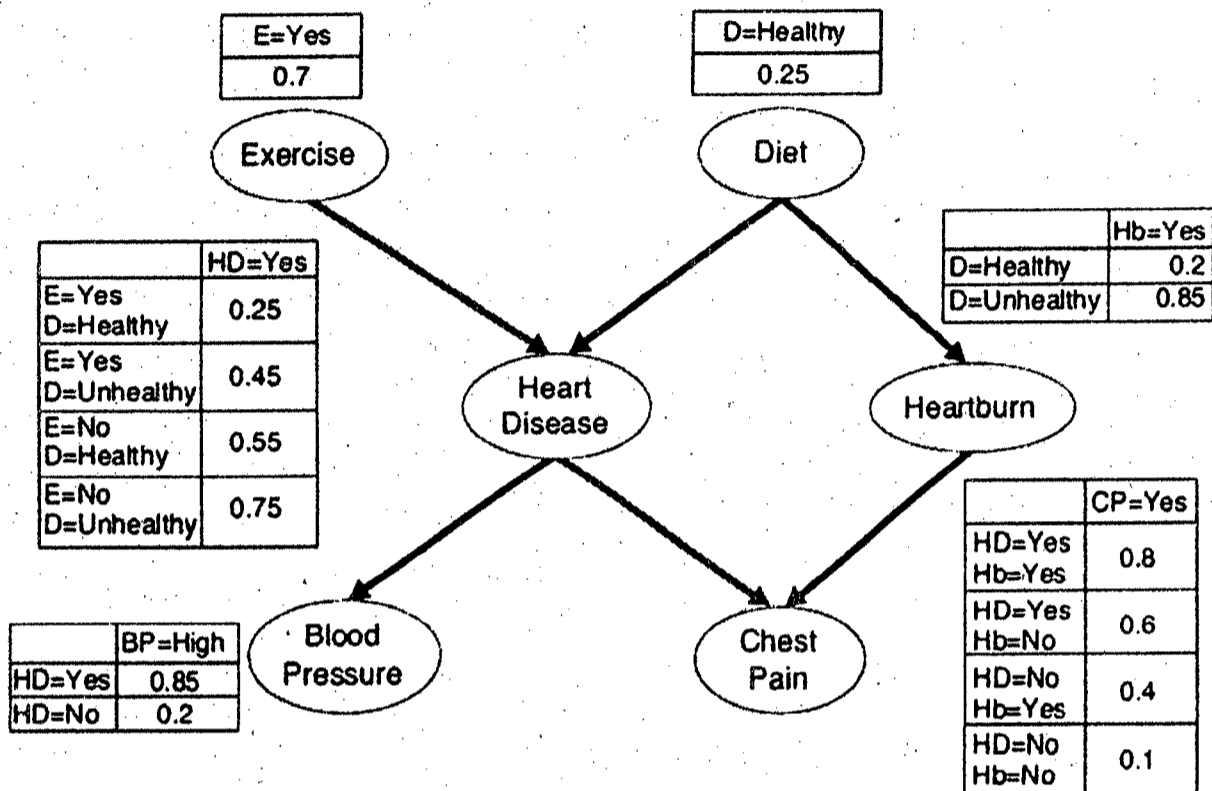 E=Yes
0.7
D=Healthy
0.25
Exercise
Diet
HD=Yes
E=Yes
D=Healthy
0.25
E=Yes
D=Unhealthy
0.45
E=No
D=Healthy
0.55
E=No
D=Unhealthy
0.75
Hb=Yes
D=Healthy 0.2
D=Unhealthy 0.85
Heart
Disease
Heartburn
BP=High
HD=Yes 0.85
HD=No 0.2
Blood
Pressure
Chest
Pain
CP=Yes
HD=Yes
Hb=Yes
0.8
HD=Yes
Hb=No
0.6
HD=No
Hb=Yes
0.4
HD=No
Hb=No
0.1